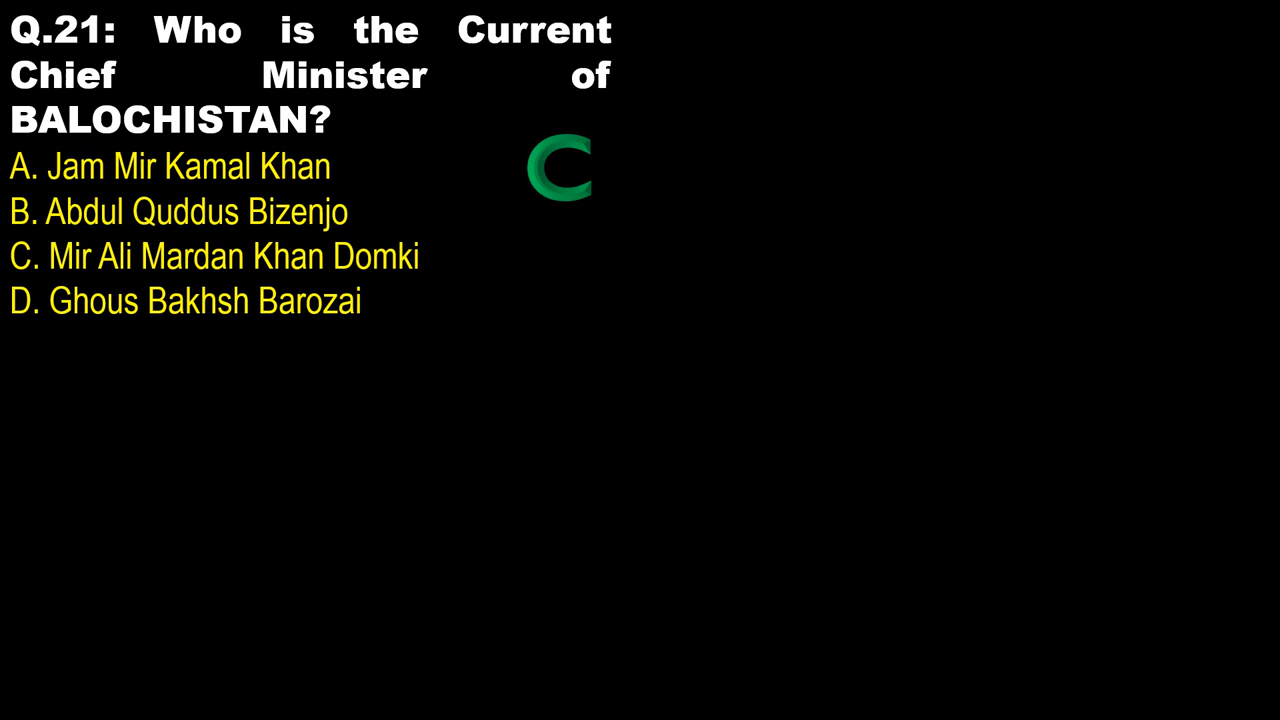 Q.21: Who is the Current
Chief Minister of
BALOCHISTAN?
A. Jam Mir Kamal Khan
C
B. Abdul Quddus Bizenjo
C. Mir Ali Mardan Khan Domki
D. Ghous Bakhsh Barozai